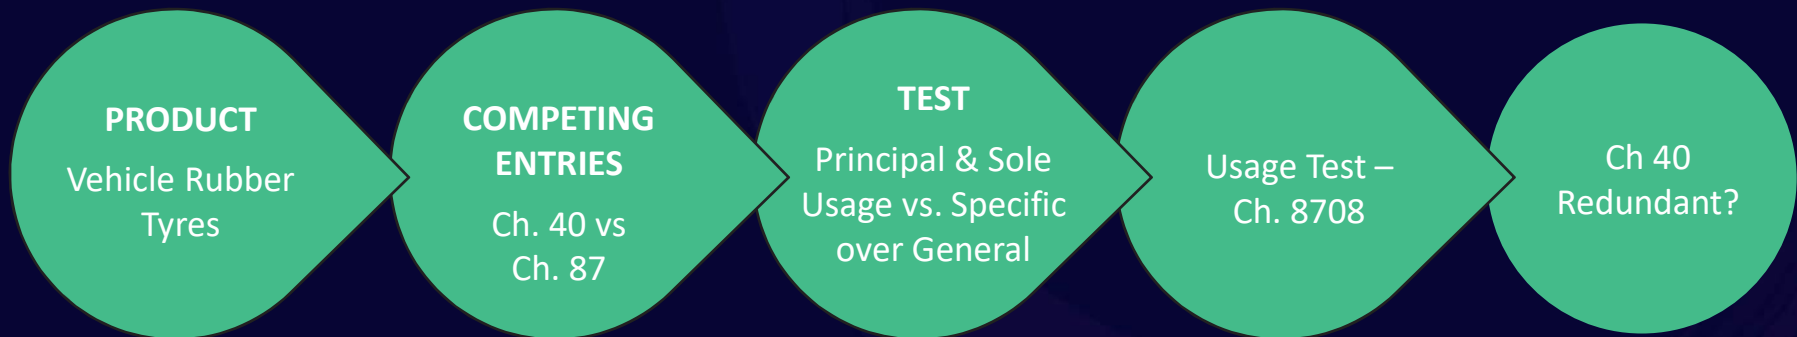 PRODUCT
Vehicle Rubber
Tyres
COMPETING
ENTRIES
Ch. 40 vs
Ch. 87
TEST
Principal & Sole
Usage vs. Specific
over General
Usage Test –
Ch. 8708
Ch 40
Redundant?